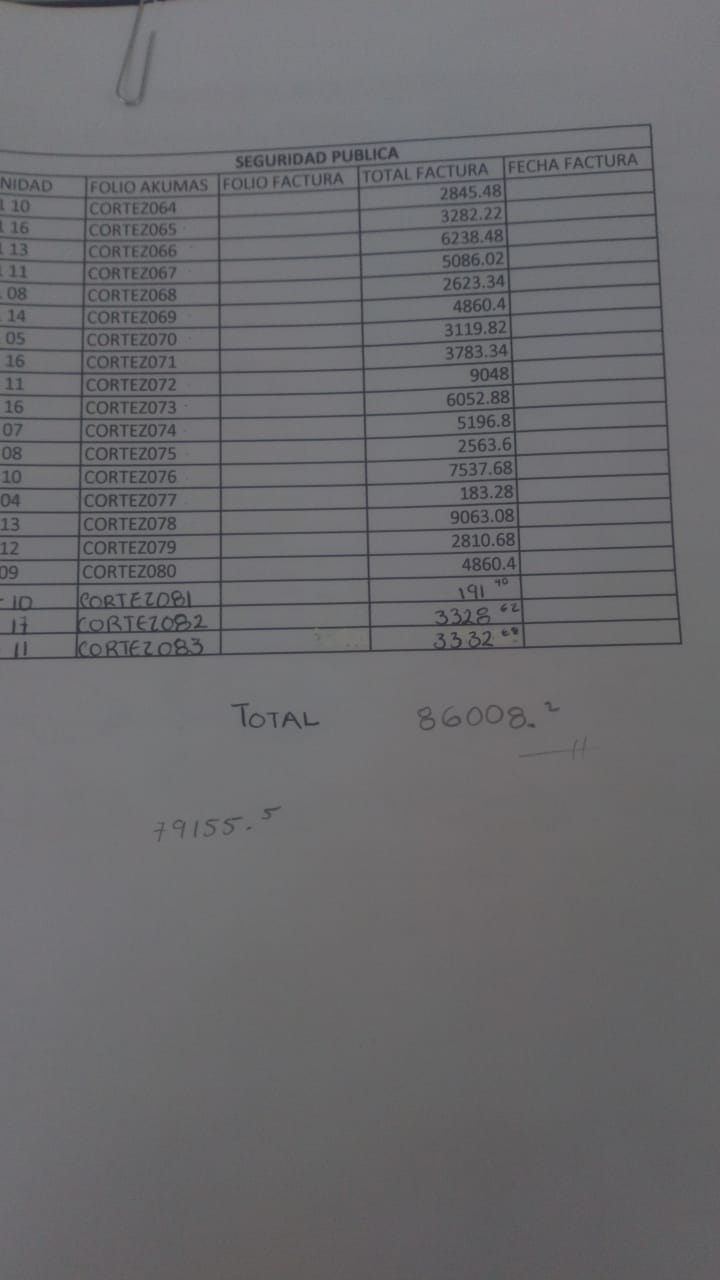 SEGURIDAD PUBLICA
NIDAD FOLIO AKUMAS FOLIO FACTURA TOTAL FACTURA FECHA FACTURA
10 CORTEZ064 2845.48
16 CORTEZ065 3282.22
13 CORTEZ066 6238.48
11 CORTEZ067 5086.02
08 CORTEZ068 2623.34
14 CORTEZ069 4860.4
05 CORTEZ070 3119.82
16 CORTEZ071 3783.34
11 CORTEZ072 9048
16 CORTEZ073 6052.88
07 CORTEZ074 5196.8
08 CORTEZ075 2563.6
10 CORTEZ076 7537.68
04 CORTEZ077 183.28
13 CORTEZ078 9063.08
12 CORTEZ079 2810.68
09 CORTEZ080 4860.4
10 CORTEZ081 191 40
17 CORTEZ082 3328 62
11 CORTEZ083 3332
TOTAL 86008.2
79155.5